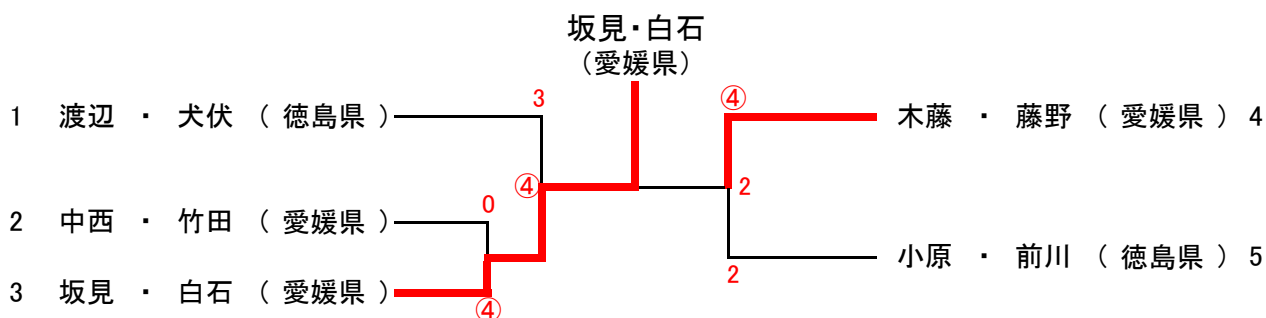 坂見・白石
（愛媛県）
3
④
1 渡辺 ・ 犬伏 （ 徳島県 ）
木藤 ・ 藤野 （ 愛媛県 ） 4
④
2
0
2 中西 ・ 竹田 （ 愛媛県 ）
小原 ・ 前川 （ 徳島県 ） 5
2
3 坂見 ・ 白石 （ 愛媛県 ）
④